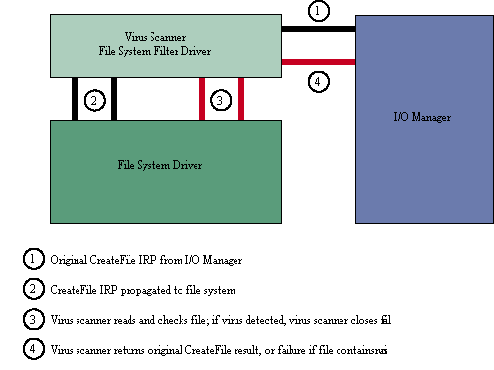 1
Virus Scanner
File System Filter Driver
4
2
3
I/O Manager
File System Driver
1 Original CreateFile IRP from I/O Manager
2 CreateFile IRP propagated to file system
3 Virus scanner reads and checks file; if virus detected, virus scanner closes
4 Virus scanner returns original CreateFile result, or failure if file contains